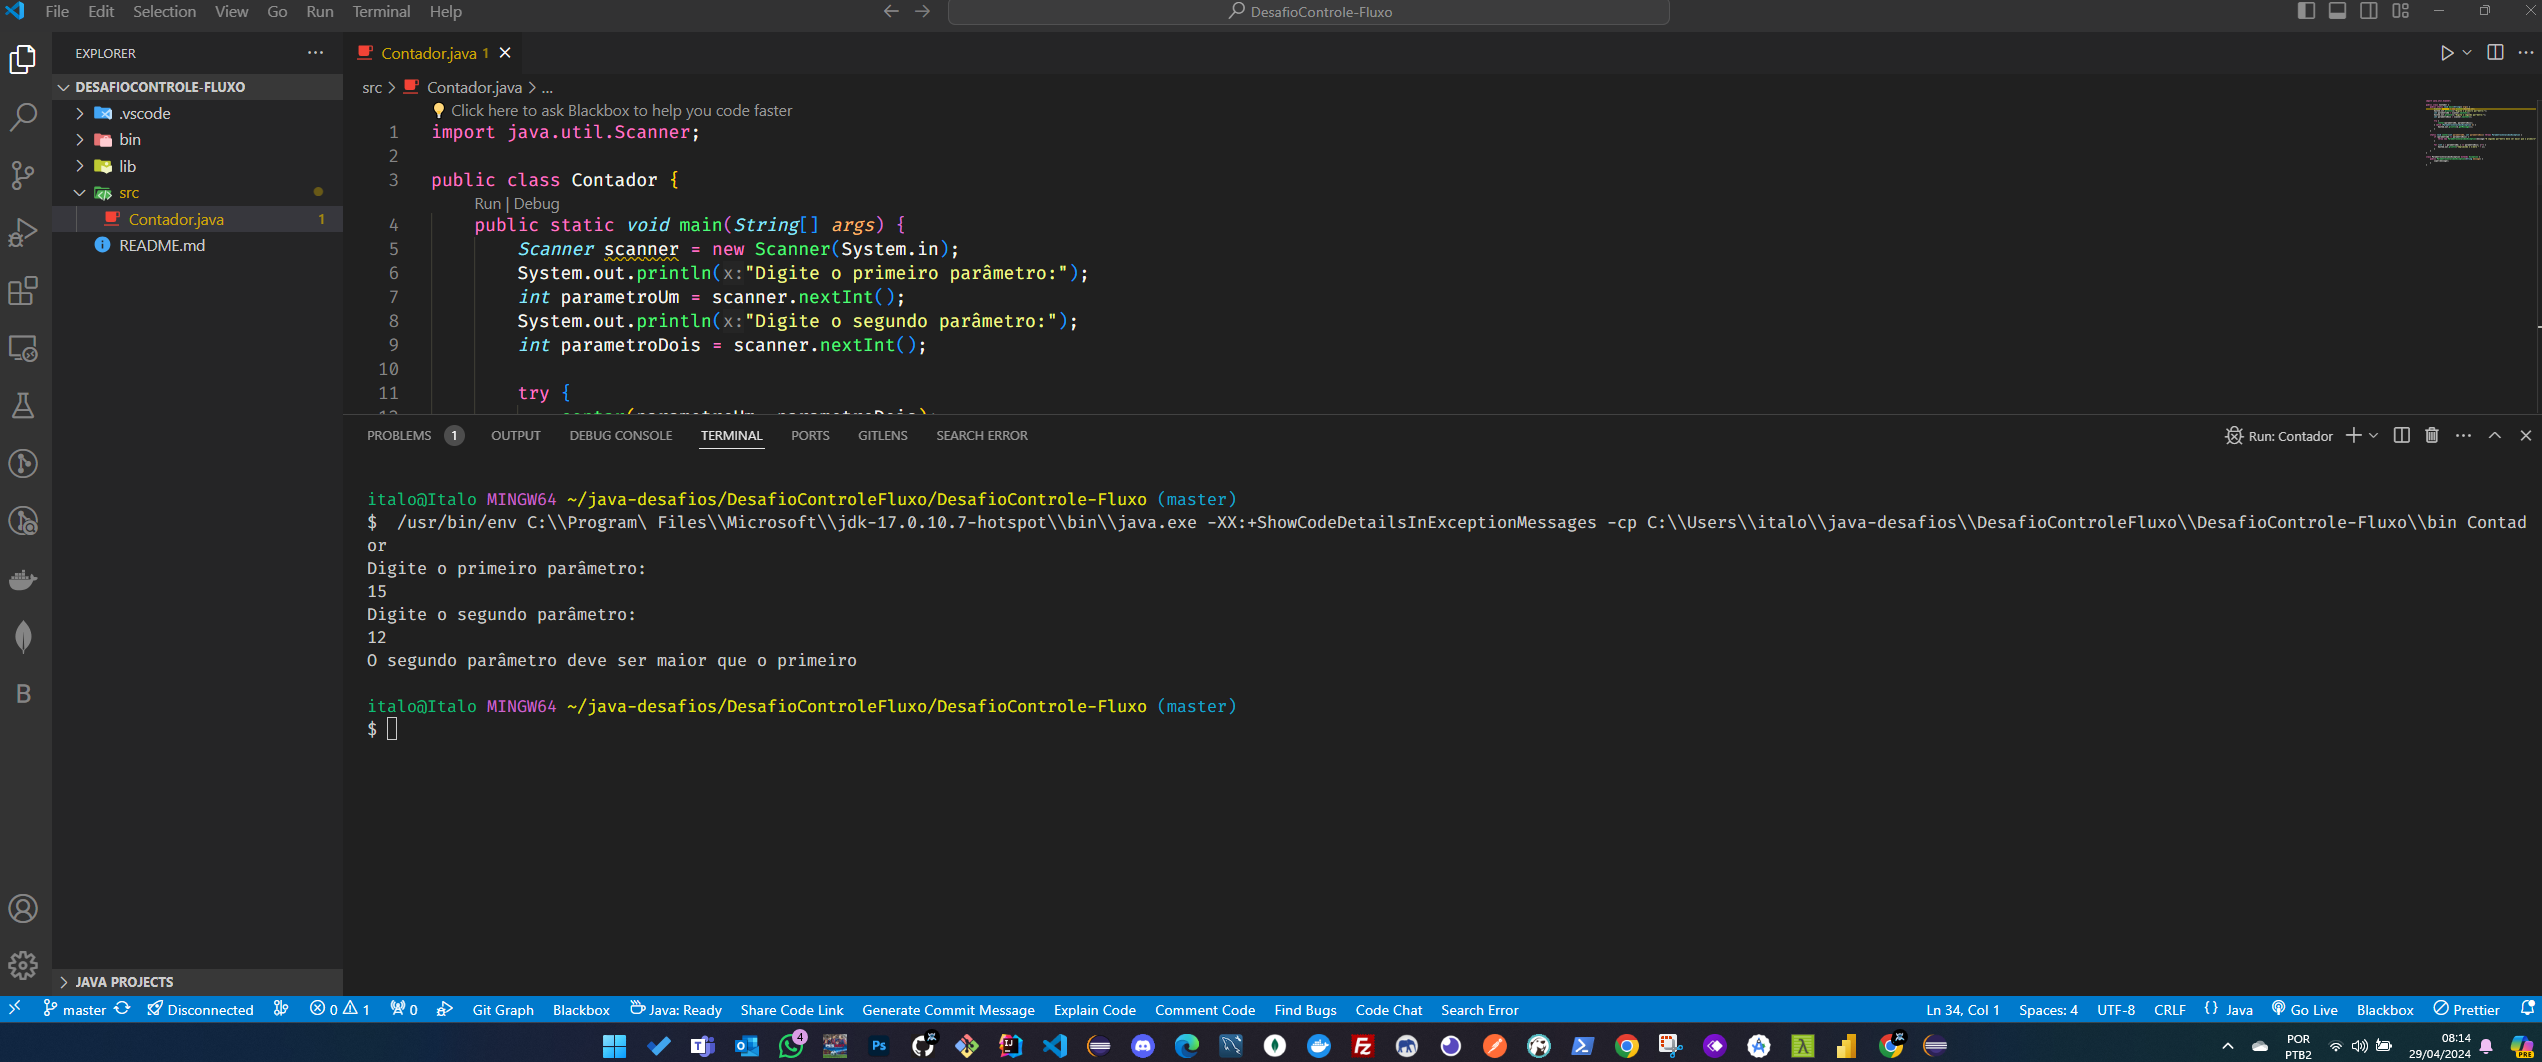 File Edit Selection View Go Run Terminal Help
DesafioControle-Fluxo
EXPLORER
DESAFIOCONTROLE-FLUXO
.vscode
bin
lib
src
Contador.java 1
README.md
JAVA PROJECTS
Contador.java 1
src > Contador.java > ...
Click here to ask Blackbox to help you code faster
1 import java.util.Scanner;
2
3 public class Contador {
Run | Debug
4 public static void main(String[] args) {
5 Scanner scanner = new Scanner(System.in);
6 System.out.println(x:"Digite o primeiro parâmetro:");
7 int parametroUm = scanner.nextInt();
8 System.out.println(x:"Digite o segundo parâmetro:");
9 int parametroDois = scanner.nextInt();
10
11 try {
PROBLEMS 1 OUTPUT DEBUG CONSOLE TERMINAL PORTS GITLENS SEARCH ERROR
Run: Contador
italo@Italo MINGW64 ~/java-desafios/DesafioControleFluxo/DesafioControle-Fluxo (master)
$ /usr/bin/env C:\\Program\ Files\\Microsoft\\jdk-17.0.10.7-hotspot\\bin\\java.exe -XX:+ShowCodeDetailsInExceptionMessages -cp C:\\Users\\italo\\java-desafios\\DesafioControleFluxo\\DesafioControle-Fluxo\\bin Contad
or
Digite o primeiro parâmetro:
15
Digite o segundo parâmetro:
12
O segundo parâmetro deve ser maior que o primeiro
italo@Italo MINGW64 ~/java-desafios/DesafioControleFluxo/DesafioControle-Fluxo (master)
$
B
master Disconnected 0 1 0 Git Graph Blackbox Java: Ready Share Code Link Generate Commit Message Explain Code Comment Code Find Bugs Code Chat Search Error
Ln 34, Col 1 Spaces: 4 UTF-8 CRLF {} Java Go Live Blackbox Prettier
4 Ps
POR
PTB2
08:14
29/04/2024
PRE